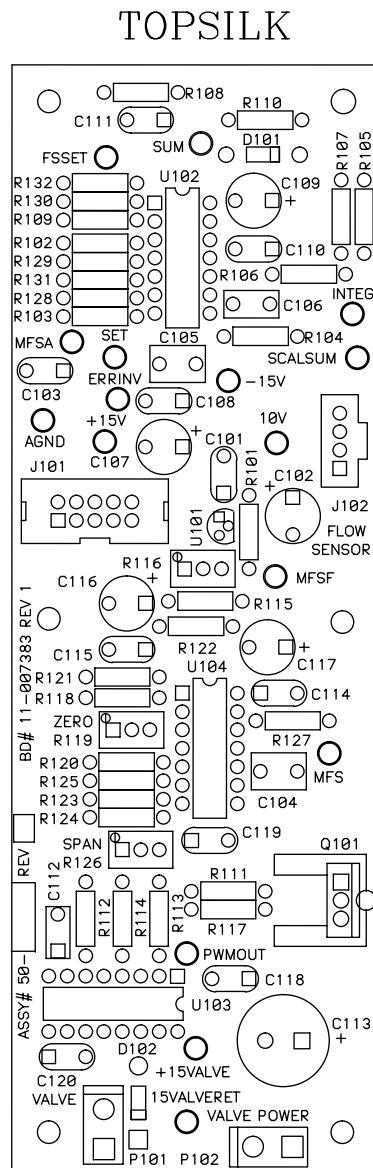 TOPSILK
R108
R110
C111
SUM
D101
R107
R105
FSSET
U102
R132
R130
R109
C109
+
R102
R129
R131
R128
R103
C110
R106
INTEG
C106
MFSA
SET
C105
R104
SCALSUM
C103
ERRINV
-15V
C108
+15V
AGND
C107
+
10V
C101
R101
C102
+
J101
J102
U101
FLOW
SENSOR
R116
MFSF
C116
+
R115
BD# 11-007383 REV 1
C115
R122
C117
+
R121
U104
R118
C114
ZERO
R119
R127
MFS
R120
R125
R123
R124
C104
SPAN
R126
C119
Q101
REV
C112
R112
R114
R113
R111
R117
PWMOUT
ASSY# 50-
C118
U103
C113
+
D102
+15VALVE
C120
VALVE
15VALVERET
VALVE POWER
P101
P102